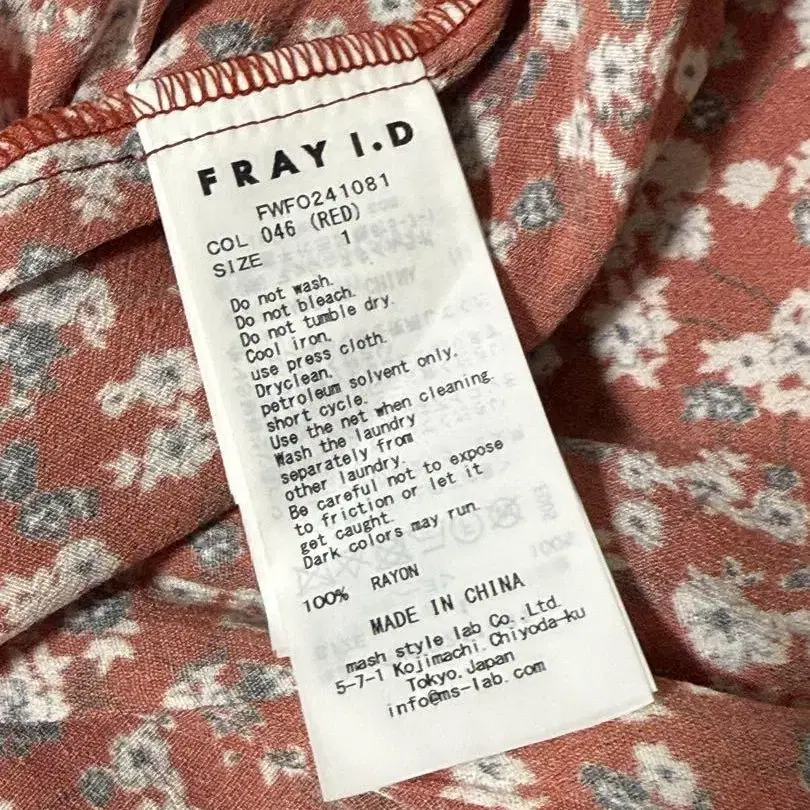 FRAY I.D
FWFO241081
COL 046 (RED)
SIZE 1
Do not wash.
Do not bleach.
Do not tumble dry.
Cool iron.
use press cloth.
Dryclean.
petroleum solvent only.
short cycle.
Use the net when cleaning.
Wash the laundry
separately from
other laundry.
Be careful not to expose
to friction or let it
get caught.
Dark colors may run.
100% RAYON
MADE IN CHINA
mash style lab Co., Ltd.
5-7-1 Kojimachi, Chiyoda-ku
Tokyo, Japan
info@ms-lab.com